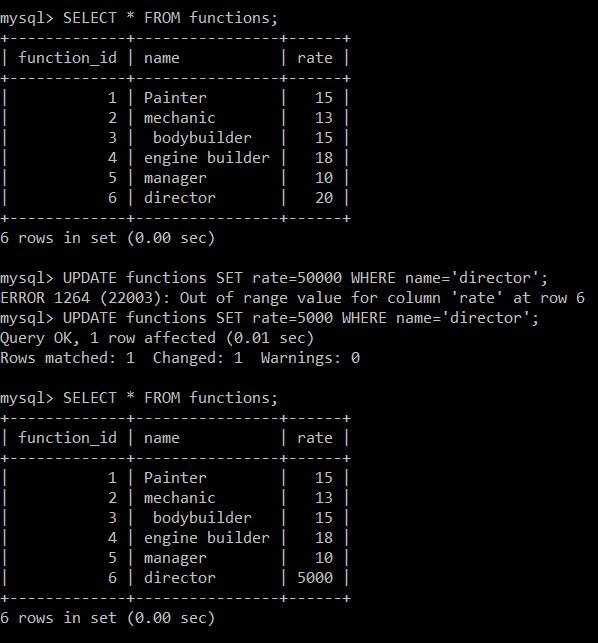 mysql> SELECT * FROM functions;
+-------------+----------------+------+
| function_id | name           | rate |
+-------------+----------------+------+
|           1 | Painter        |   15 |
|           2 | mechanic       |   13 |
|           3 |  bodybuilder   |   15 |
|           4 | engine builder |   18 |
|           5 | manager        |   10 |
|           6 | director       |   20 |
+-------------+----------------+------+
6 rows in set (0.00 sec)

mysql> UPDATE functions SET rate=50000 WHERE name='director';
ERROR 1264 (22003): Out of range value for column 'rate' at row 6
mysql> UPDATE functions SET rate=5000 WHERE name='director';
Query OK, 1 row affected (0.01 sec)
Rows matched: 1  Changed: 1  Warnings: 0

mysql> SELECT * FROM functions;
+-------------+----------------+------+
| function_id | name           | rate |
+-------------+----------------+------+
|           1 | Painter        |   15 |
|           2 | mechanic       |   13 |
|           3 |  bodybuilder   |   15 |
|           4 | engine builder |   18 |
|           5 | manager        |   10 |
|           6 | director       | 5000 |
+-------------+----------------+------+
6 rows in set (0.00 sec)